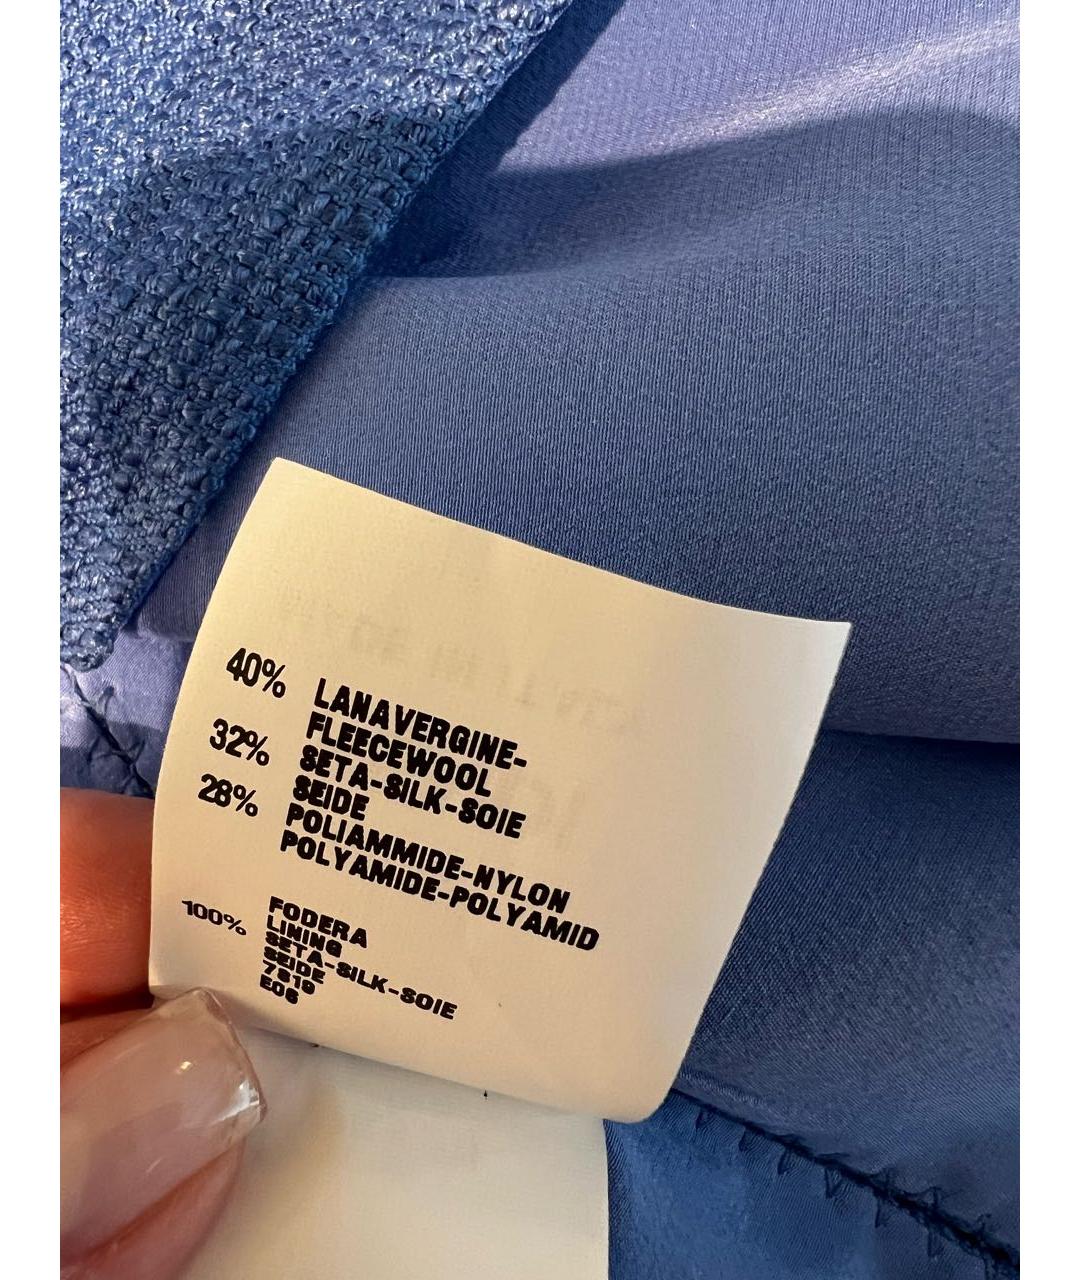 40% LANAVERGINE-
FLEECEWOOL
32% SETA-SILK-SOIE
SEIDE
28% POLIAMMIDE-NYLON
POLYAMIDE-POLYAMID
100% FODERA
LINING
SETA-SILK-SOIE
SEIDE
7819
E06